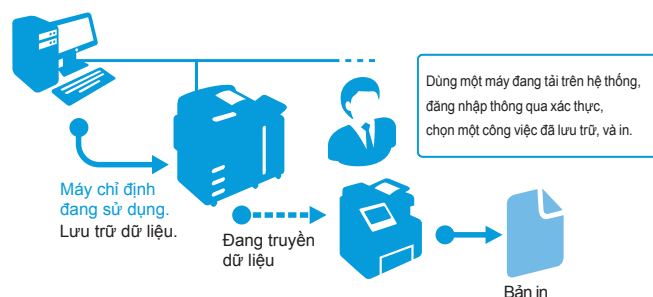 Dùng một máy đang tải trên hệ thống,
đăng nhập thông qua xác thực,
chọn một công việc đã lưu trữ, và in.
Máy chỉ định
đang sử dụng.
Lưu trữ dữ liệu.
Đang truyền
dữ liệu
Bản in